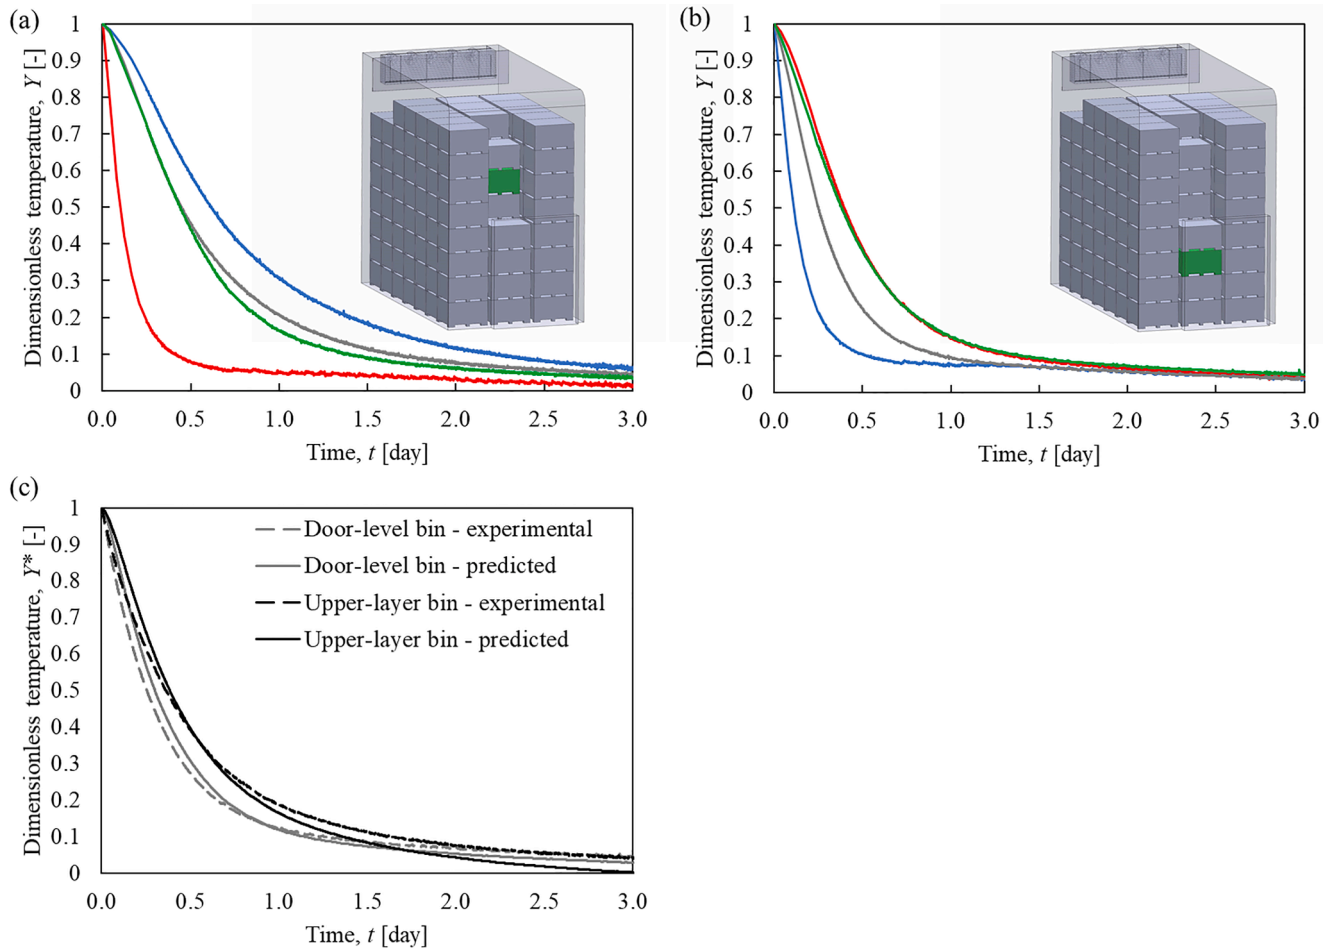 (a)
Dimensionless temperature, Y [-]
1
0.9
0.8
0.7
0.6
0.5
0.4
0.3
0.2
0.1
0
0.0 0.5 1.0 1.5 2.0 2.5 3.0
Time, t [day]
(b)
Dimensionless temperature, Y [-]
1
0.9
0.8
0.7
0.6
0.5
0.4
0.3
0.2
0.1
0
0.0 0.5 1.0 1.5 2.0 2.5 3.0
Time, t [day]
(c)
Dimensionless temperature, Y* [-]
1
0.9
0.8
0.7
0.6
0.5
0.4
0.3
0.2
0.1
0
Door-level bin - experimental
Door-level bin - predicted
Upper-layer bin - experimental
Upper-layer bin - predicted
0.0 0.5 1.0 1.5 2.0 2.5 3.0
Time, t [day]